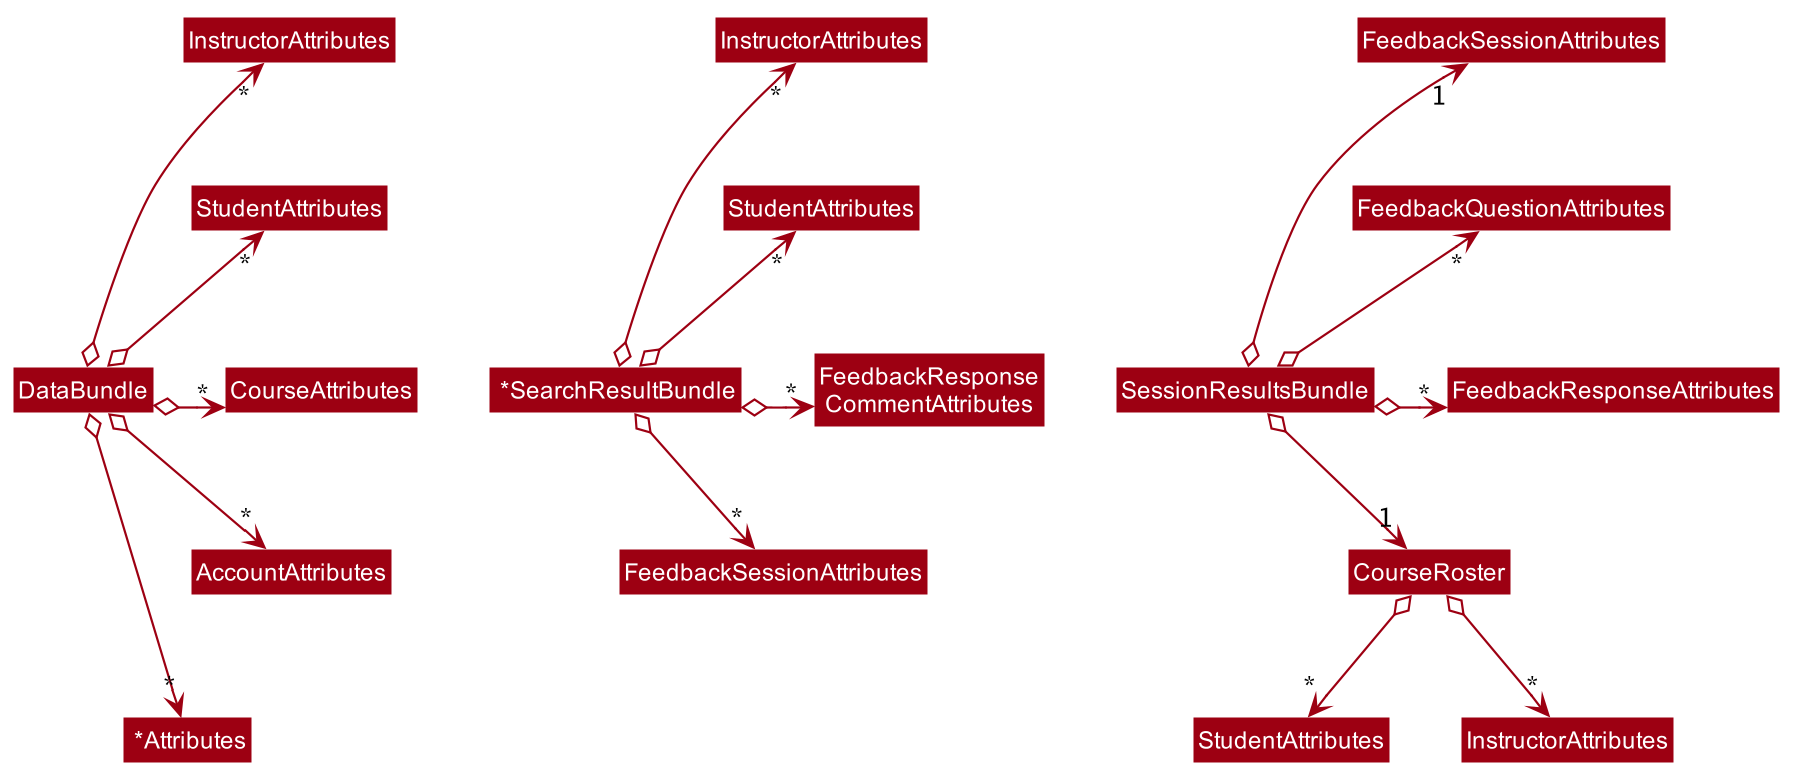 InstructorAttributes
*
StudentAttributes
*
DataBundle
*
CourseAttributes
*
AccountAttributes
*
*Attributes
InstructorAttributes
*
StudentAttributes
*
*SearchResultBundle
*
FeedbackResponse
CommentAttributes
*
FeedbackSessionAttributes
FeedbackSessionAttributes
1
FeedbackQuestionAttributes
*
SessionResultsBundle
*
FeedbackResponseAttributes
1
CourseRoster
*
*
StudentAttributes
InstructorAttributes